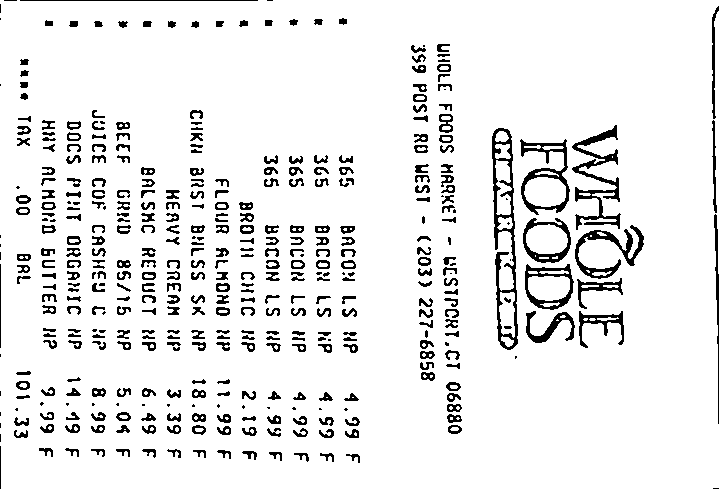 WHOLE
FOODS
MARKET
WHOLE FOODS MARKET - WESTPORT, CT 06880
399 POST RD WEST - (203) 227-6858
* 365 BACON LS NP 4.99 F
* 365 BACON LS NP 4.99 F
* 365 BACON LS NP 4.99 F
* 365 BACON LS NP 4.99 F
* BROTH CHIC NP 2.19 F
* FLOUR ALMOND NP 11.99 F
* CHKN BRST BNLSS SK NP 18.80 F
* HEAVY CREAM NP 3.39 F
* BALSMC REDUCT NP 6.49 F
* BEEF GRND 85/15 NP 5.04 F
* JUICE COF CASHEW C NP 8.99 F
* DOCS PINT ORGANIC NP 14.49 F
* HNY ALMOND BUTTER NP 9.99 F
**** TAX .00 BAL 101.33